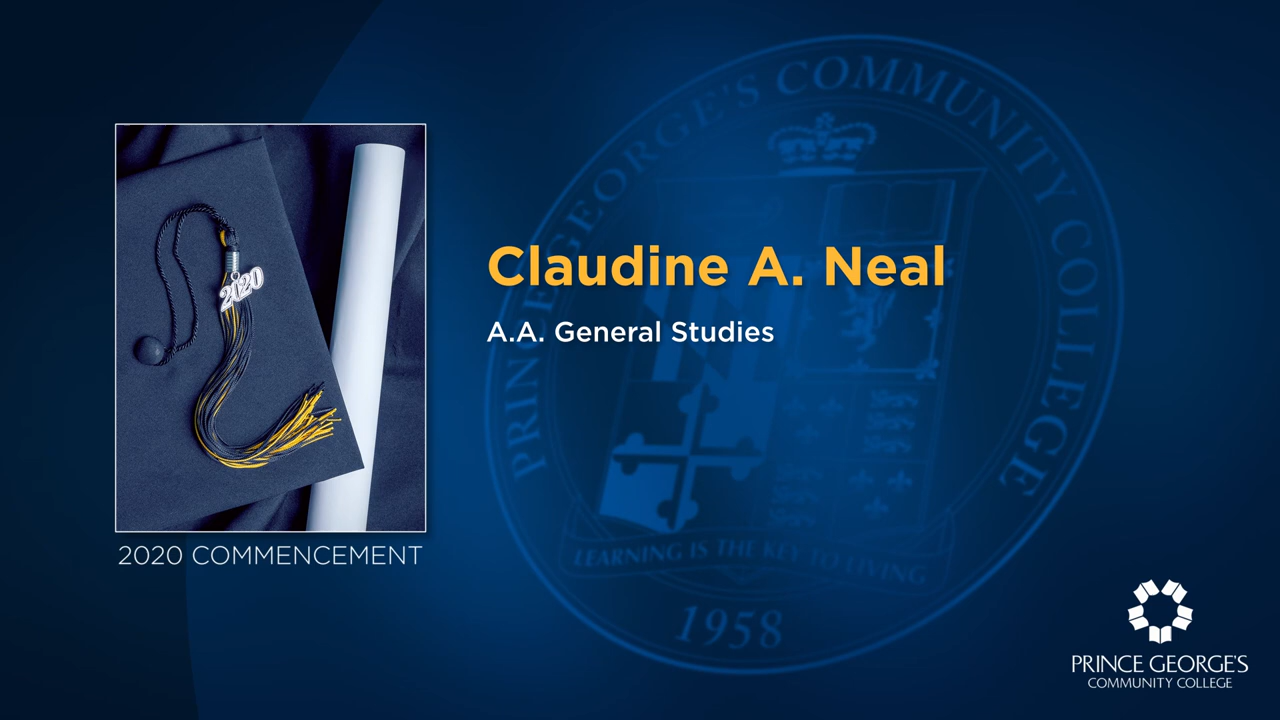 PRINCE GEORGE'S COMMUNITY COLLEGE
2020
Claudine A. Neal
A.A. General Studies
2020 COMMENCEMENT
LEARNING IS THE KEY TO LIVING
1958
PRINCE GEORGE'S
COMMUNITY COLLEGE